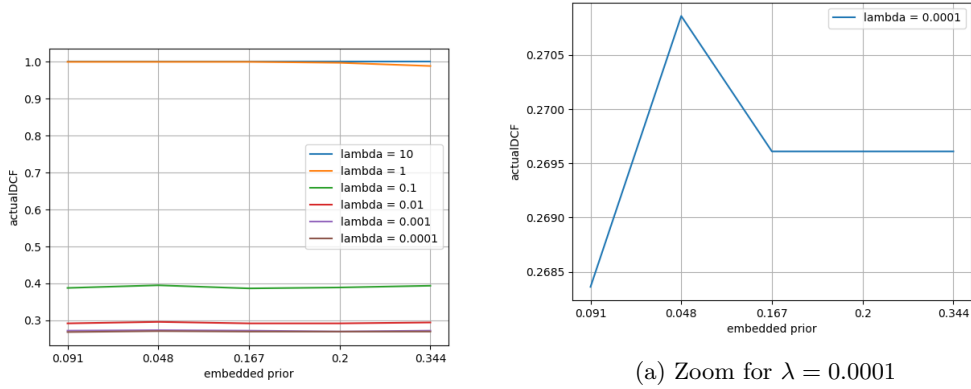 1.0
0.9
0.8
0.7
0.6
0.5
0.4
0.3
actualDCF
lambda = 10
lambda = 1
lambda = 0.1
lambda = 0.01
lambda = 0.001
lambda = 0.0001
0.091 0.048 0.167 0.2 0.344
embedded prior
lambda = 0.0001
0.2705
0.2700
0.2695
0.2690
0.2685
actualDCF
0.091 0.048 0.167 0.2 0.344
embedded prior
(a) Zoom for λ = 0.0001